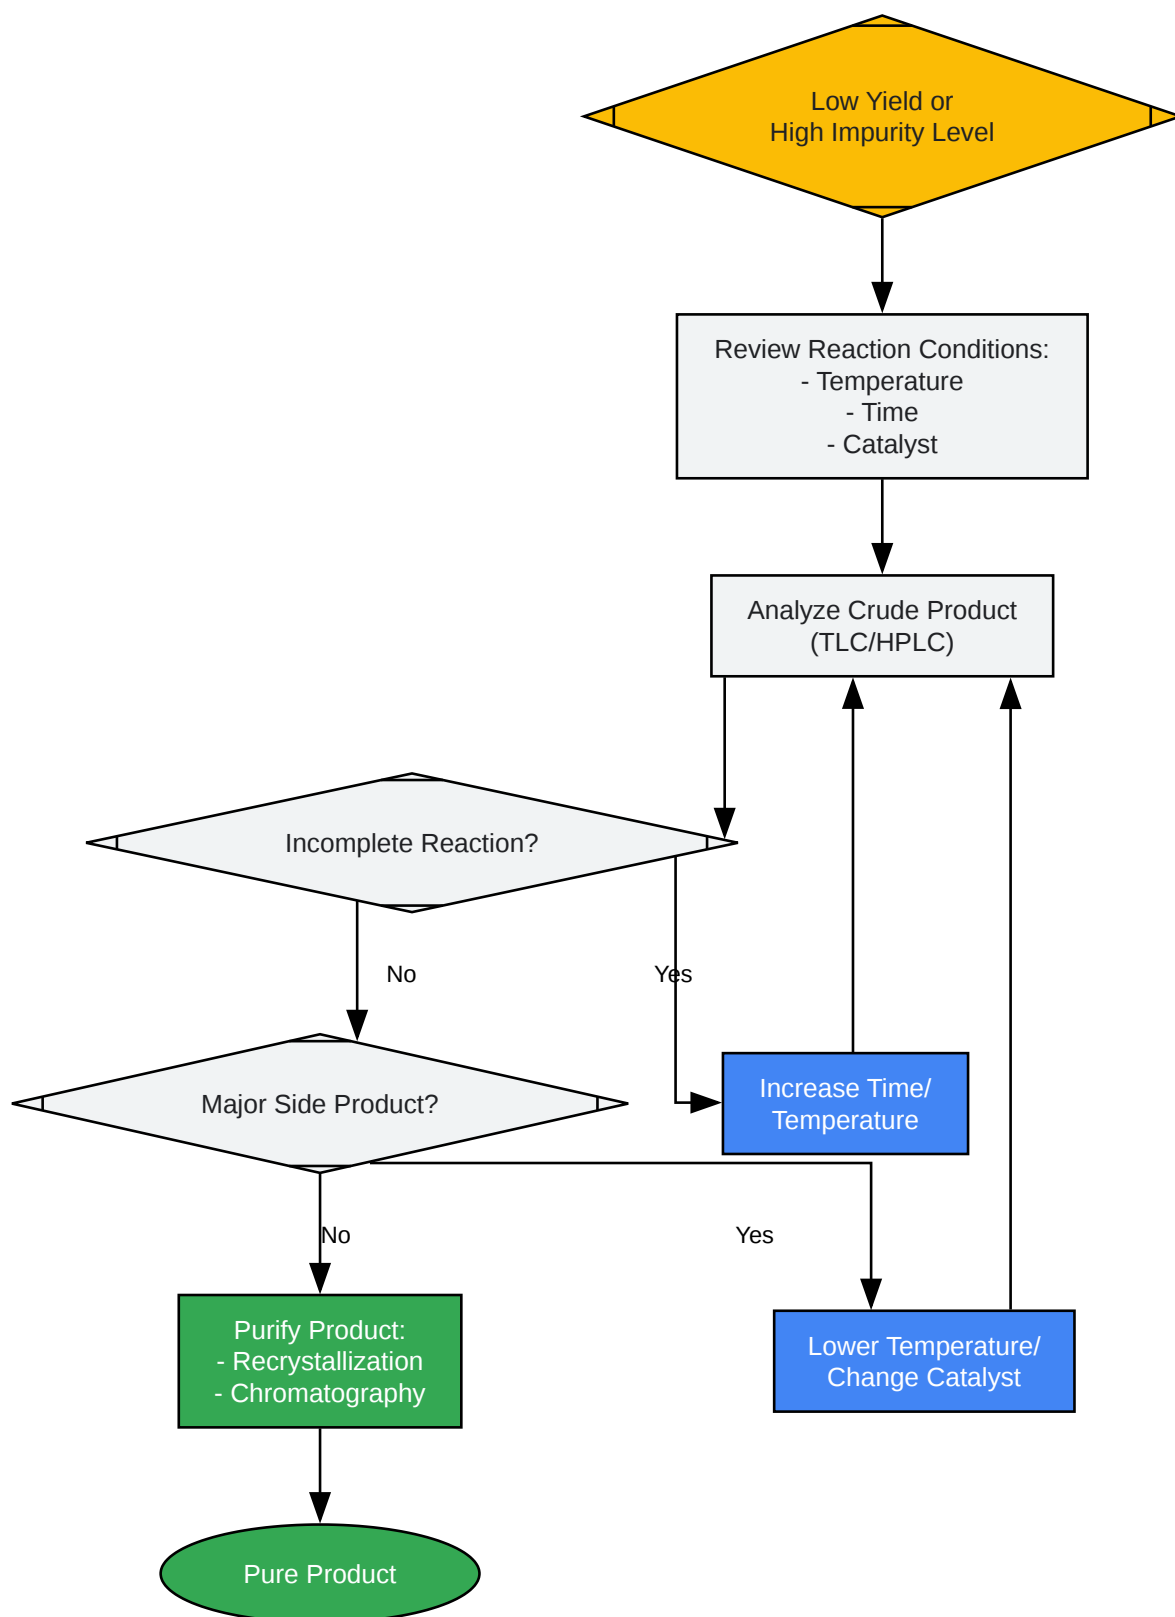 Low Yield or
High Impurity Level
Review Reaction Conditions:
- Temperature
- Time
- Catalyst
Analyze Crude Product
(TLC/HPLC)
Incomplete Reaction?
No
Yes
Major Side Product?
Increase Time/
Temperature
No
Yes
Purify Product:
- Recrystallization
- Chromatography
Lower Temperature/
Change Catalyst
Pure Product